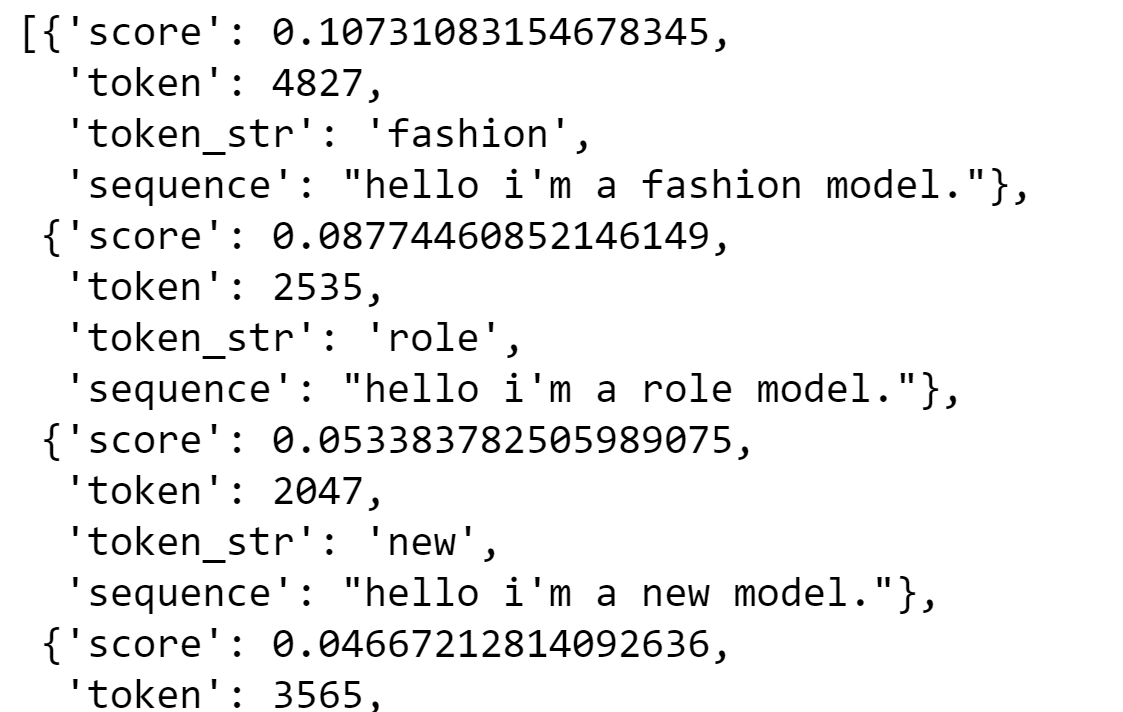 [{'score': 0.10731083154678345,
'token': 4827,
'token_str': 'fashion',
'sequence': "hello i'm a fashion model."},
{'score': 0.08774460852146149,
'token': 2535,
'token_str': 'role',
'sequence': "hello i'm a role model."},
{'score': 0.053383782505989075,
'token': 2047,
'token_str': 'new',
'sequence': "hello i'm a new model."},
{'score': 0.04667212814092636,
'token': 3565,